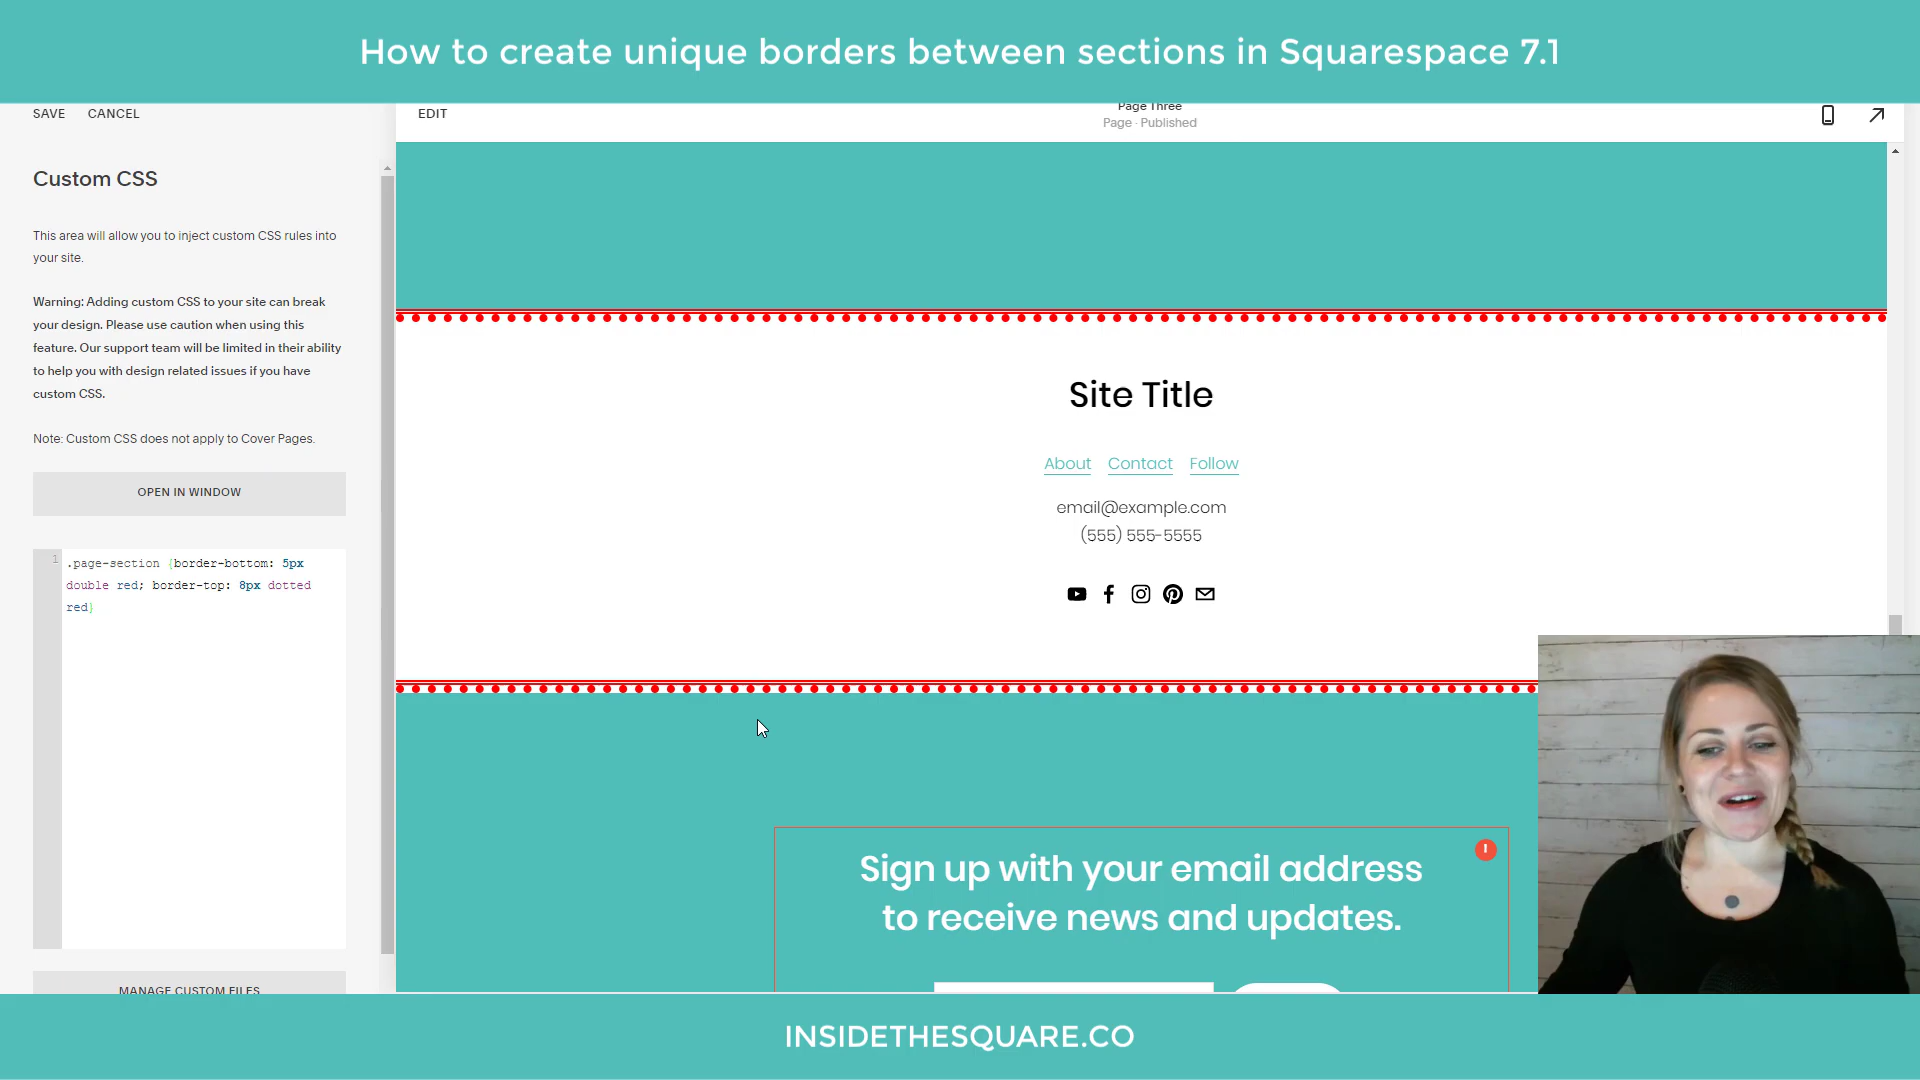 How to create unique borders between sections in Squarespace 7.1
SAVE CANCEL
EDIT
Page Three
Page · Published
Custom CSS
This area will allow you to inject custom CSS rules into
your site.
Warning: Adding custom CSS to your site can break
your design. Please use caution when using this
feature. Our support team will be limited in their ability
to help you with design related issues if you have
custom CSS.
Note: Custom CSS does not apply to Cover Pages.
OPEN IN WINDOW
1
.page-section {border-bottom: 5px
double red; border-top: 8px dotted
red}
MANAGE CUSTOM FILES
Site Title
About Contact Follow
email@example.com
(555) 555-5555
!
Sign up with your email address
to receive news and updates.
INSIDETHESQUARE.CO